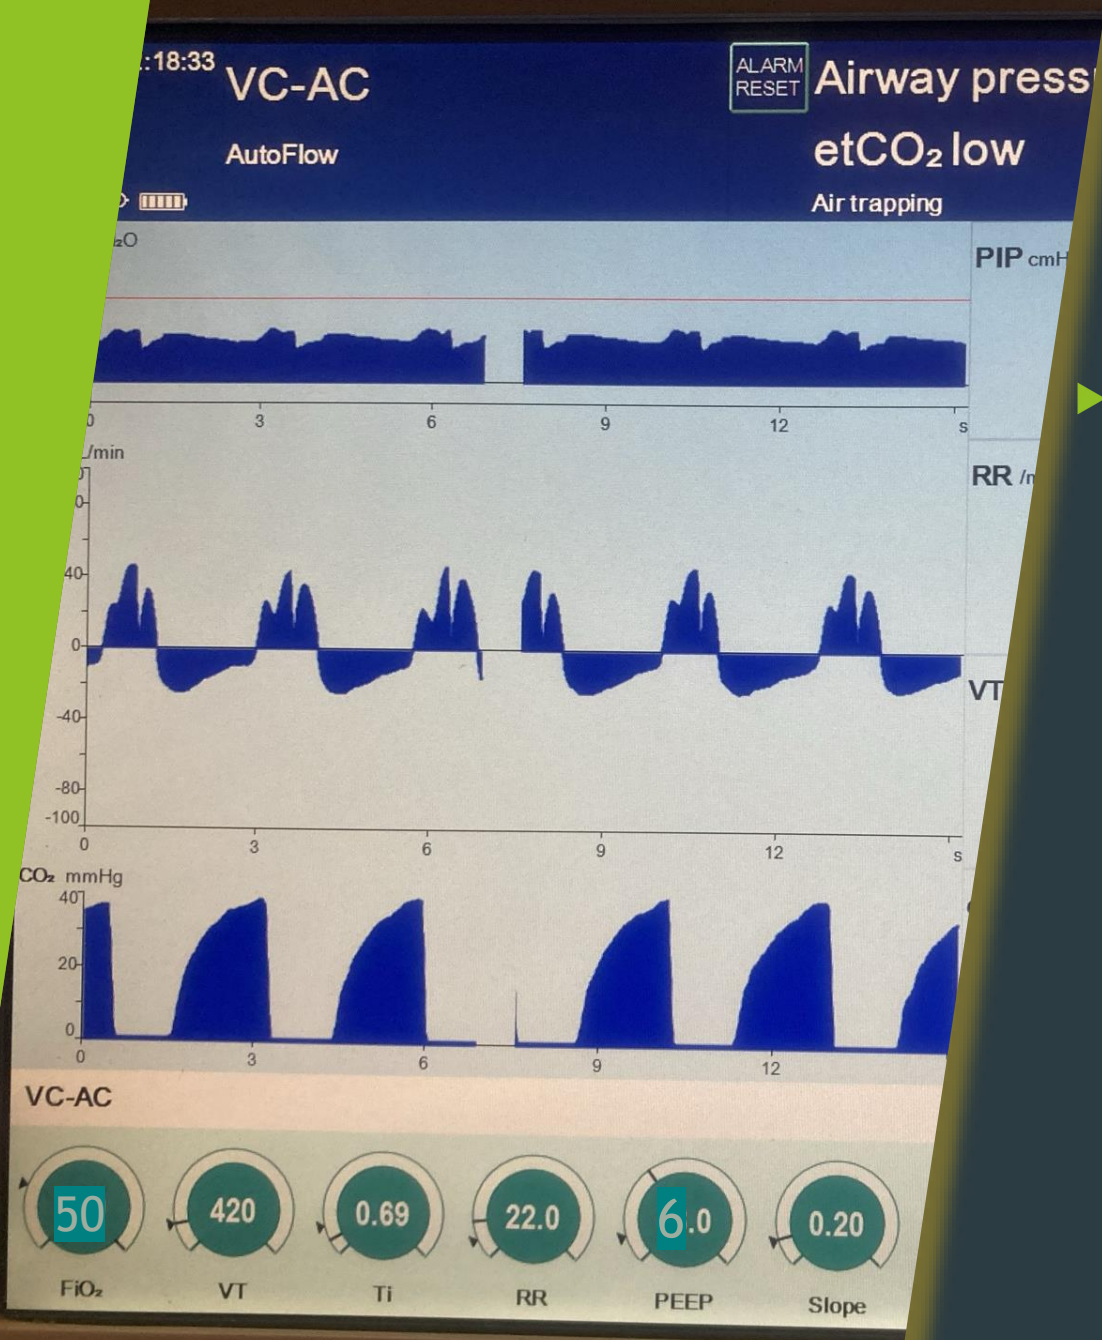 :18:33
VC-AC
ALARM RESET
Airway press
AutoFlow
etCO₂ low
Air trapping
₂O
PIP cmH
0 3 6 9 12 s
L/min
RR /m
40
0
VT
-40
-80
-100
0 3 6 9 12 s
CO₂ mmHg
40
20
0
0 3 6 9 12
VC-AC
50 420 0.69 22.0 6.0 0.20
FiO₂ VT Ti RR PEEP Slope